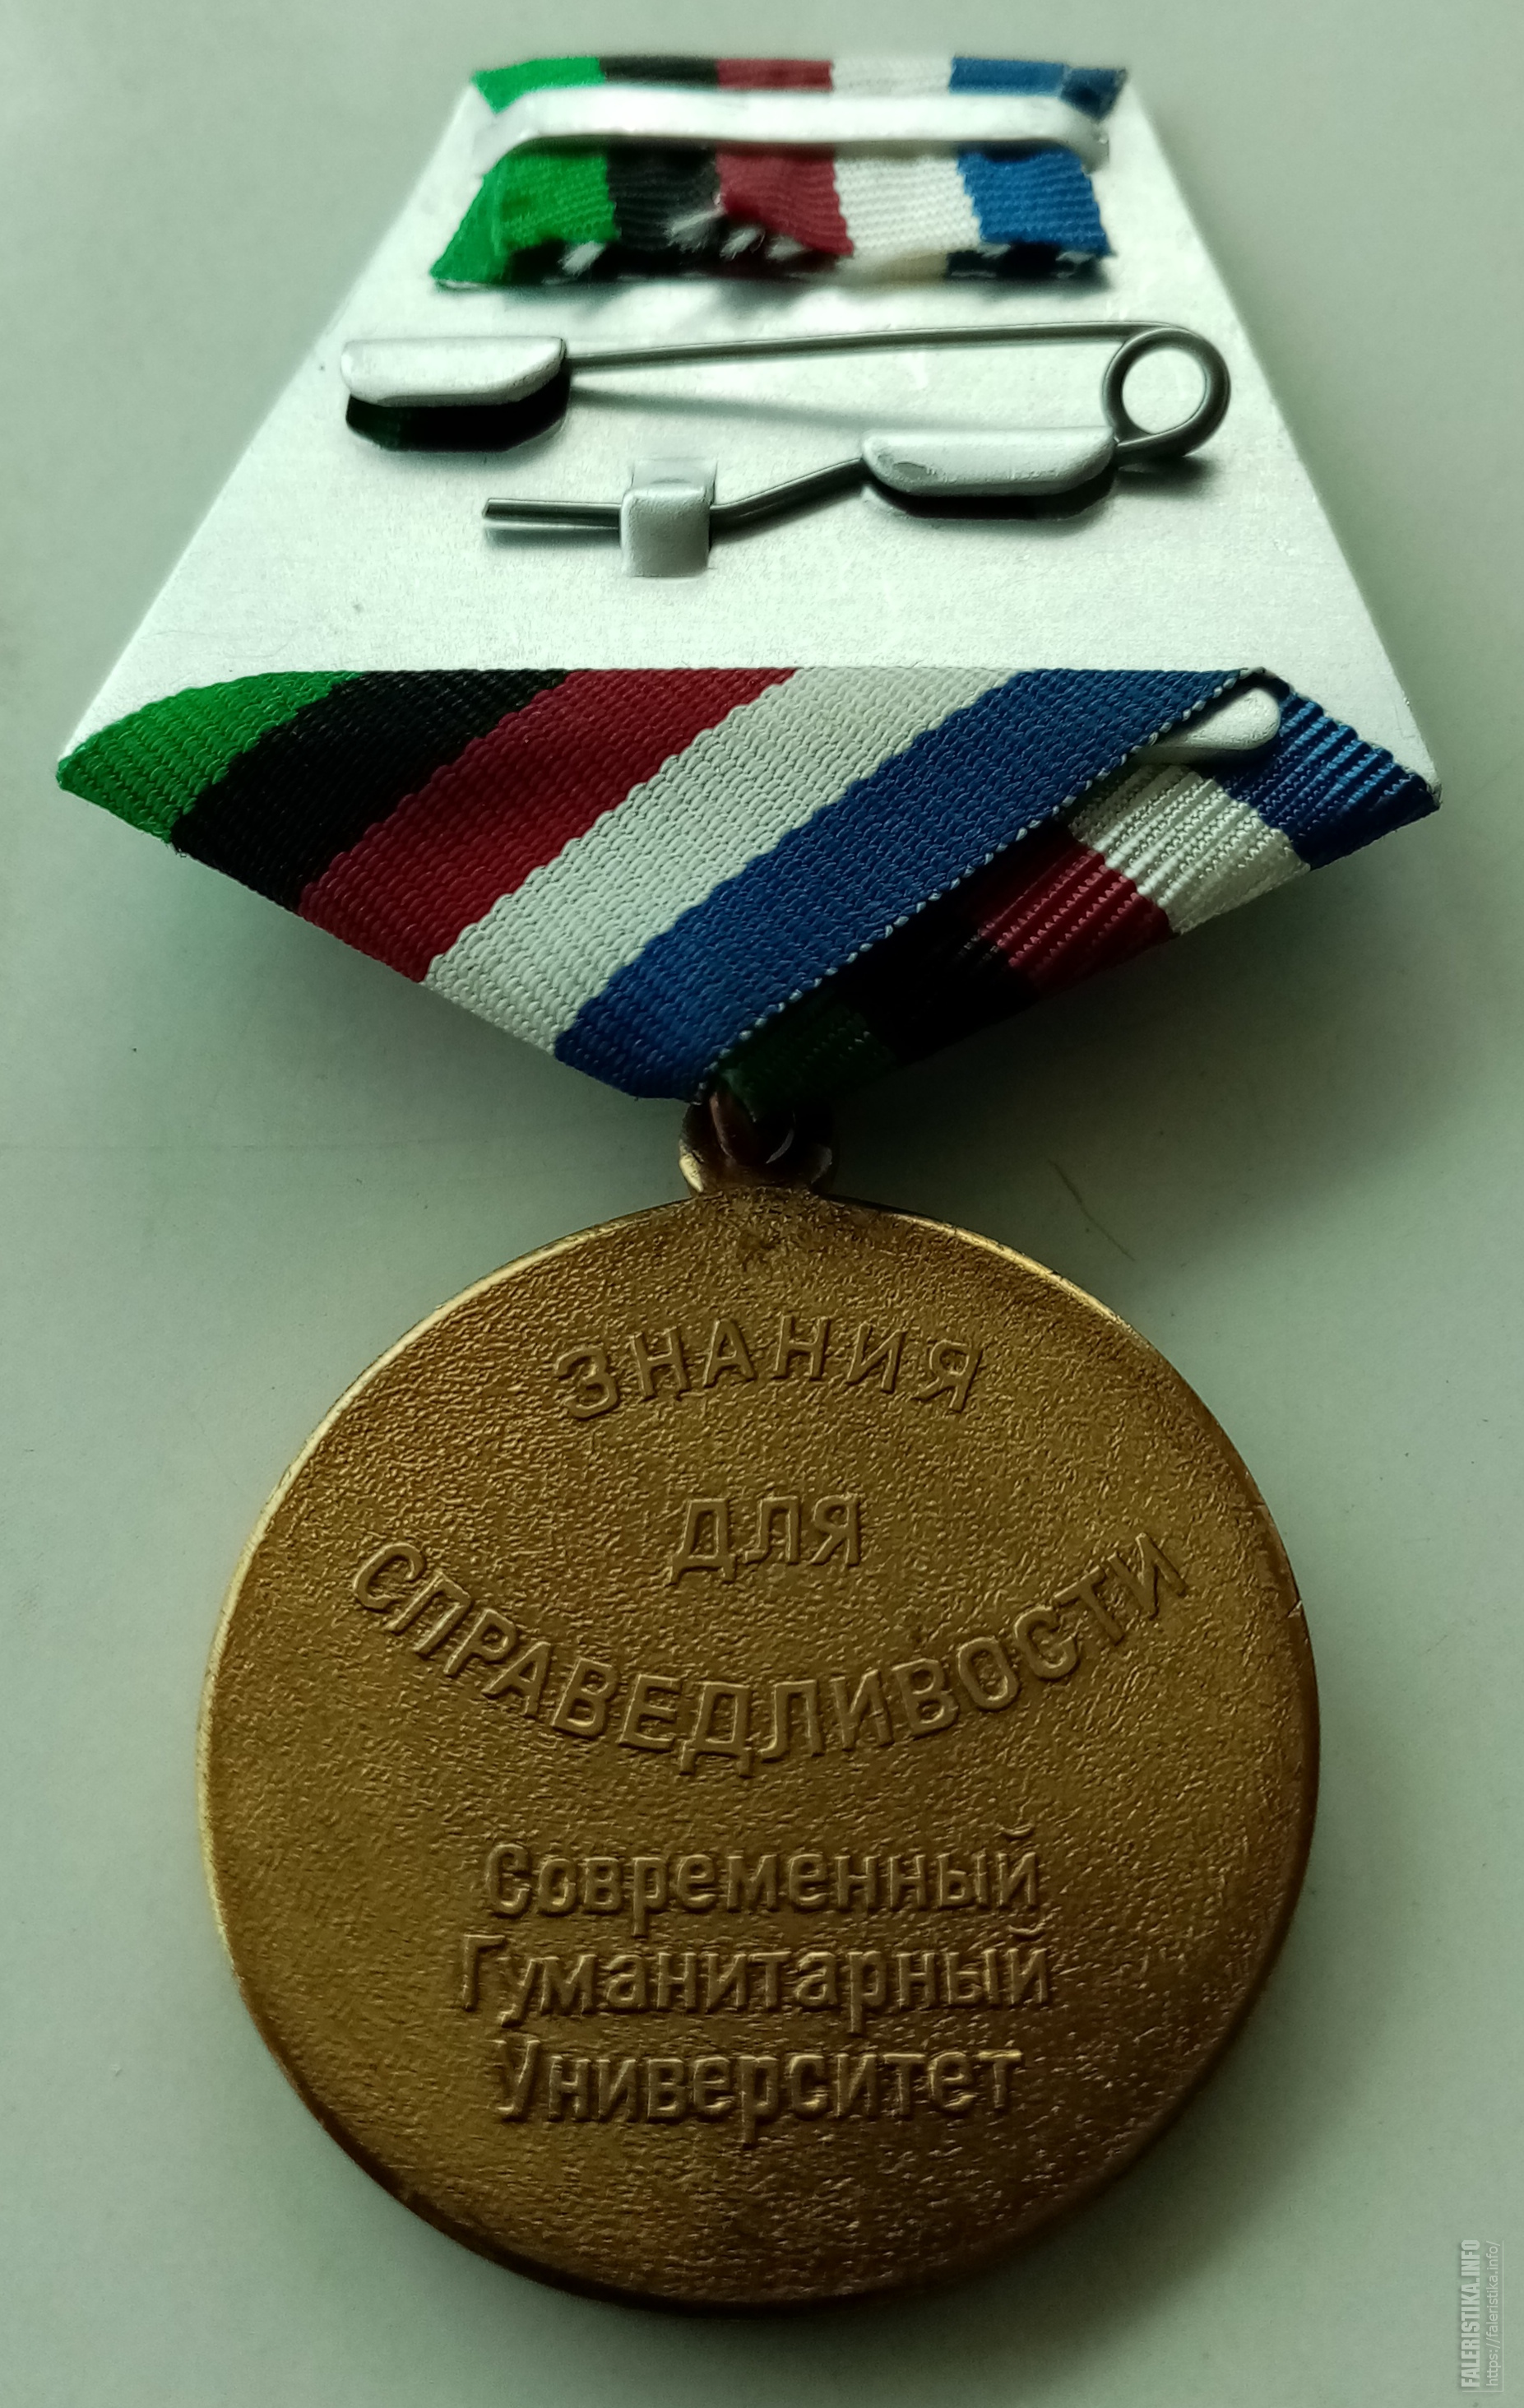 ЗНАНИЯ
ДЛЯ
СПРАВЕДЛИВОСТИ
Современный
Гуманитарный
Университет
FALERISTIKA.INFO
https://faleristika.info/